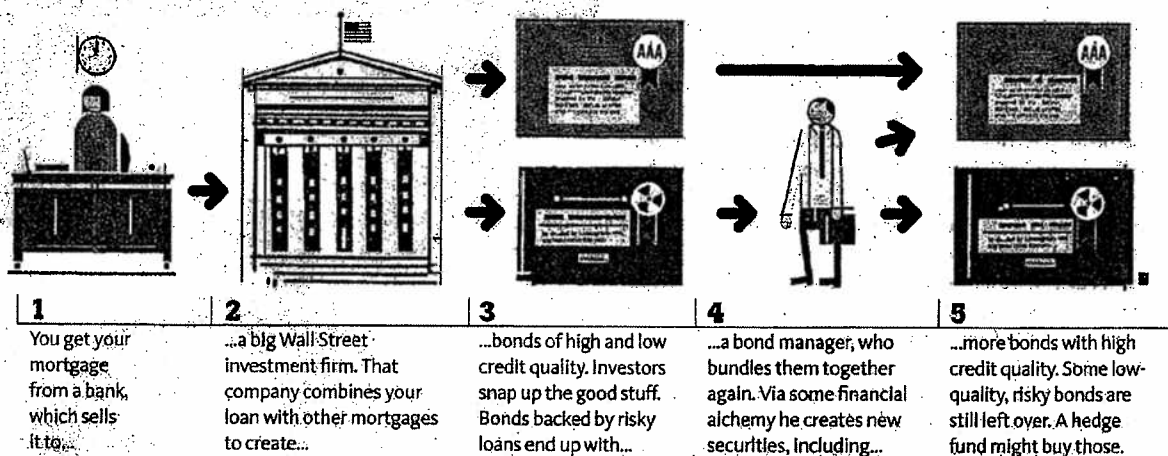 AAA
AAA
1
You get your
mortgage
from a bank,
which sells
it to...
2
...a big Wall Street
investment firm. That
company combines your
loan with other mortgages
to create...
3
...bonds of high and low
credit quality. Investors
snap up the good stuff.
Bonds backed by risky
loans end up with...
4
...a bond manager, who
bundles them together
again. Via some financial
alchemy he creates new
securities, including...
5
...more bonds with high
credit quality. Some low-
quality, risky bonds are
still left over. A hedge
fund might buy those.